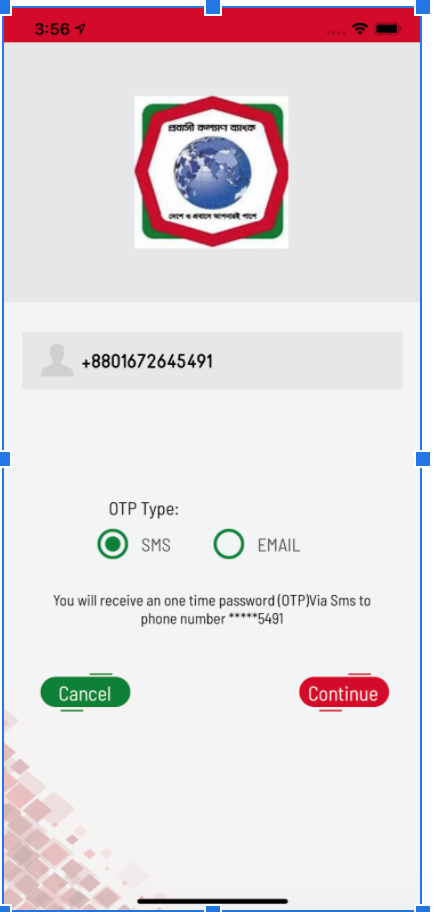 3:56
প্রবাসী কল্যাণ ব্যাংক
দেশে ও প্রবাসে আপনারই পাশে
+8801672645491
OTP Type:
SMS EMAIL
You will receive an one time password (OTP)Via Sms to
phone number *****5491
Cancel Continue